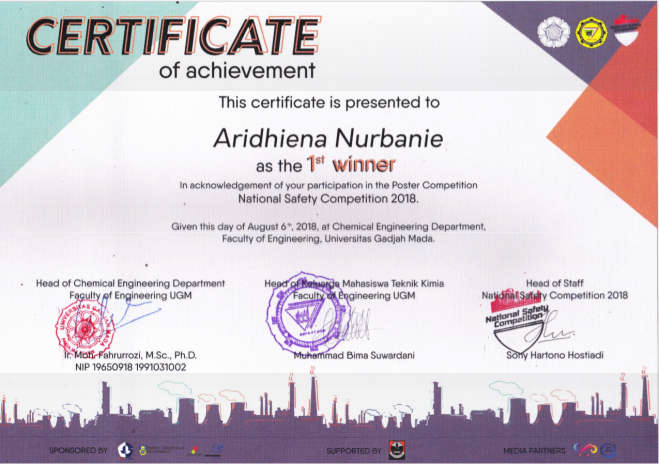 CERTIFICATE
of achievement
This certificate is presented to
Aridhiena Nurbanie
as the 1st winner
In acknowledgement of your participation in the Poster Competition
National Safety Competition 2018.
Given this day of August 6th, 2018, at Chemical Engineering Department,
Faculty of Engineering, Universitas Gadjah Mada.
Head of Chemical Engineering Department
Faculty of Engineering UGM
UNIVERSITAS GADJAH MADA
Ir. Moh. Fahrurrozi, M.Sc., Ph.D.
NIP 19650918 1991031002
Head of Keluarga Mahasiswa Teknik Kimia
Faculty of Engineering UGM
Muhammad Bima Suwardani
Head of Staff
National Safety Competition 2018
National Safety
Competition
Sony Hartono Hostiadi
SPONSORED BY
SUPPORTED BY
MEDIA PARTNERS